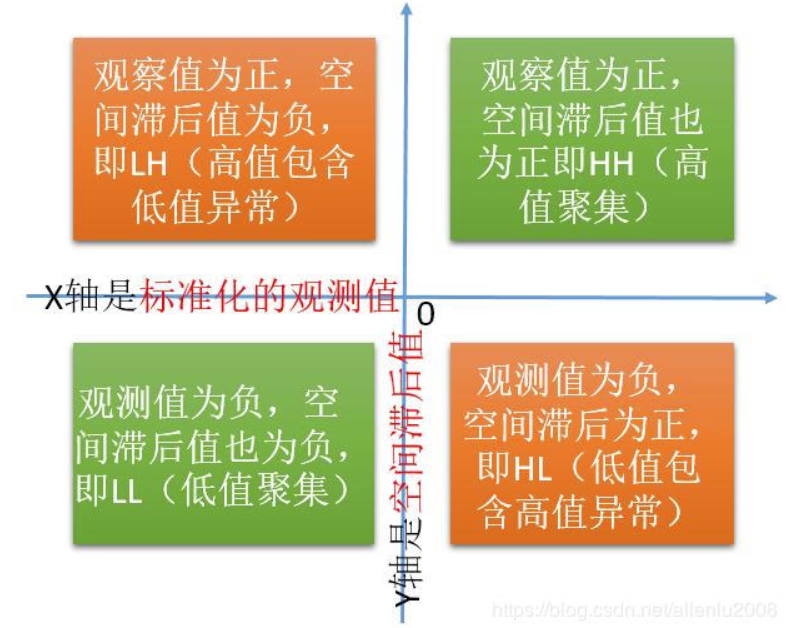 观察值为正，空
间滞后值为负，
即LH（高值包含
低值异常）
观察值为正，
空间滞后值也
为正即HH（高
值聚集）
X轴是标准化的观测值
0
观测值为负，空
间滞后值也为负，
即LL（低值聚集）
Y轴是空间滞后值
观测值为负，
空间滞后为正，
即HL（低值包
含高值异常）
https://blog.csdn.net/allenlu2008